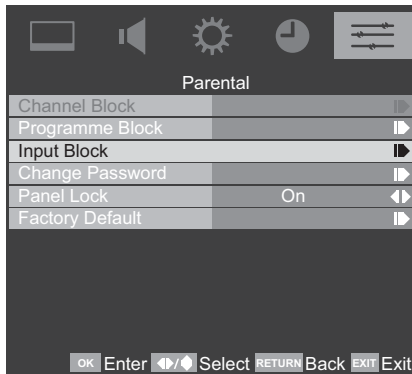 Parental
Channel Block
Programme Block
Input Block
Change Password
Panel Lock On
Factory Default
OK Enter / Select RETURN Back EXIT Exit